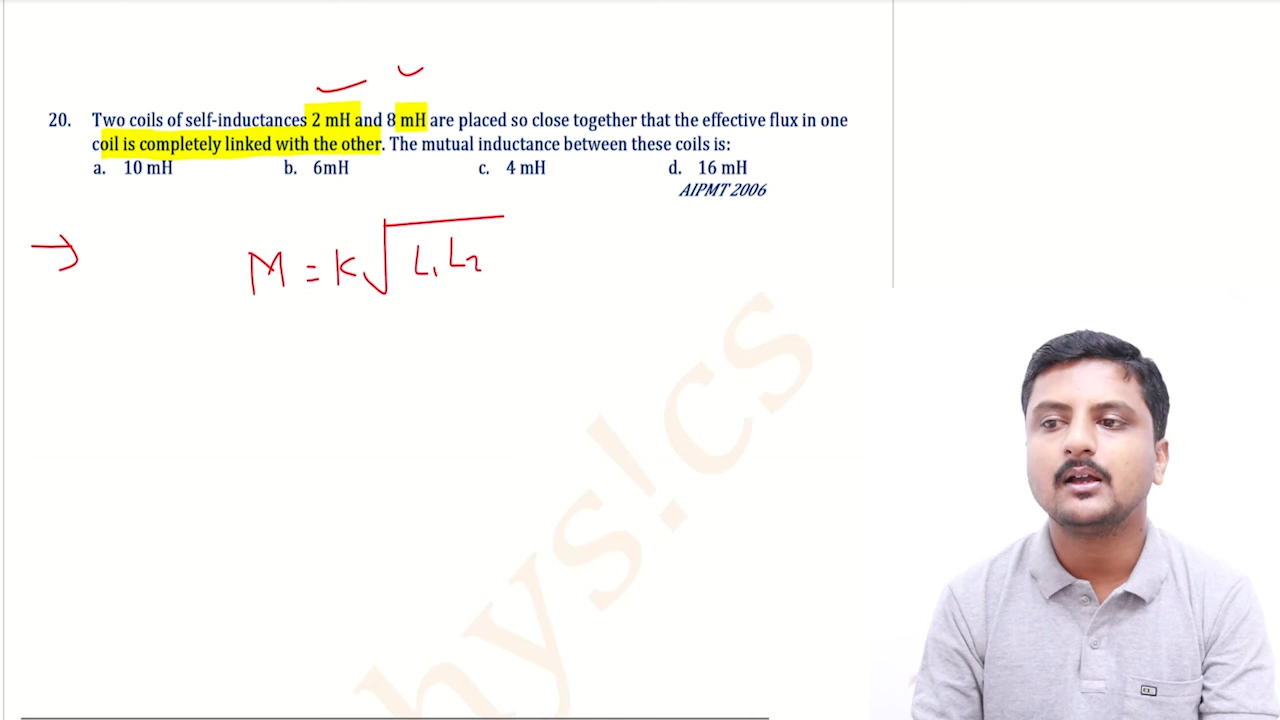 20. Two coils of self-inductances 2 mH and 8 mH are placed so close together that the effective flux in one
coil is completely linked with the other. The mutual inductance between these coils is:
a. 10 mH b. 6mH c. 4 mH d. 16 mH
AIPMT 2006
M = K√L₁L₂
hys!cs